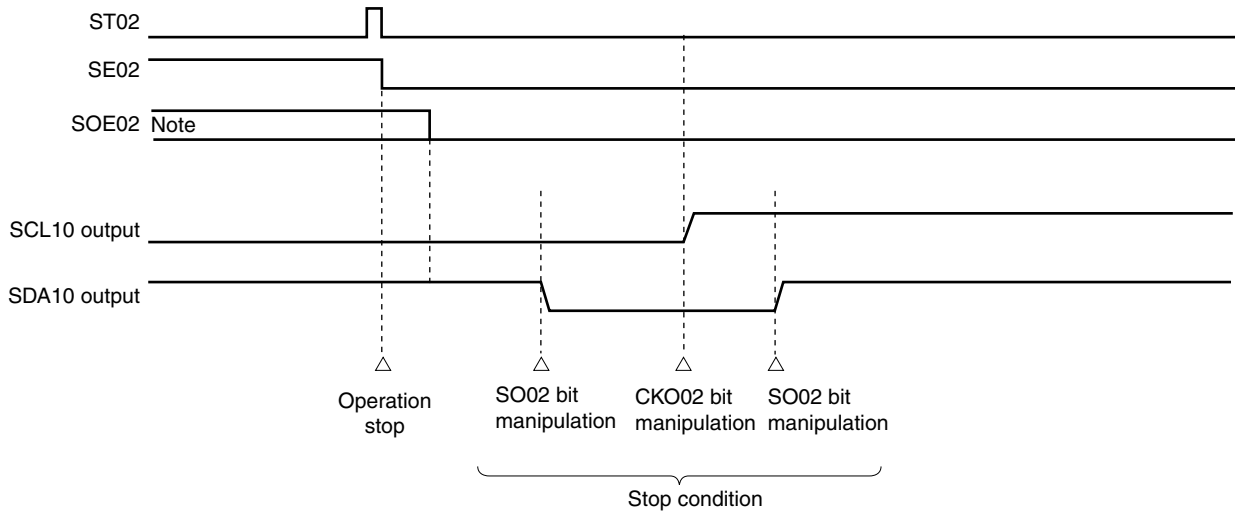 ST02
SE02
SOE02 Note
SCL10 output
SDA10 output
Operation
stop
SO02 bit
manipulation
CKO02 bit
manipulation
SO02 bit
manipulation
Stop condition